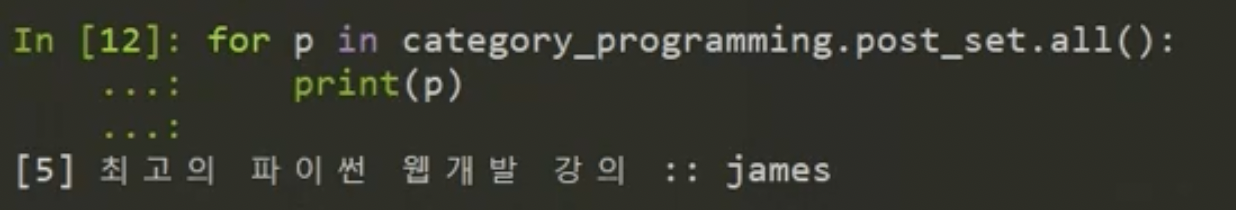 In [12]: for p in category_programming.post_set.all():
    ...:     print(p)
    ...:
[5] 최고의 파이썬 웹개발 강의 :: james